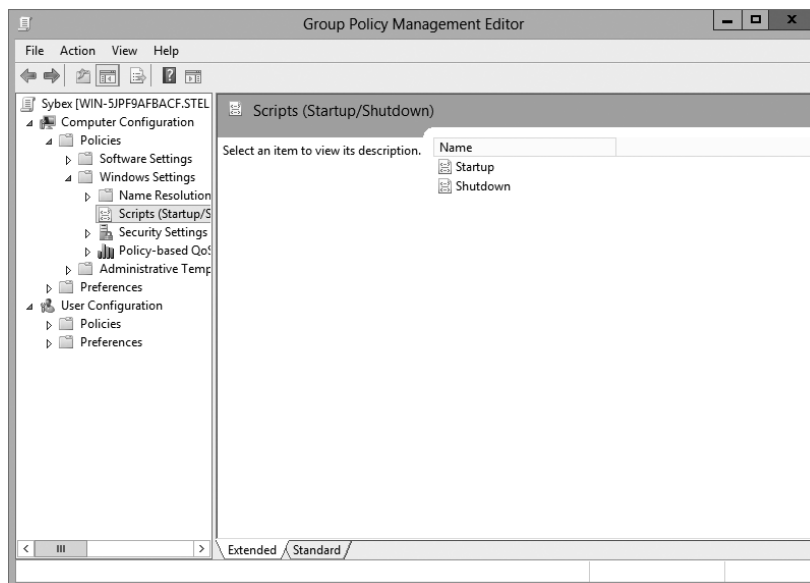 Group Policy Management Editor
File Action View Help
Sybex [WIN-5JPF9AFBACF.STEL
Computer Configuration
Policies
Software Settings
Windows Settings
Name Resolution
Scripts (Startup/S
Security Settings
Policy-based QoS
Administrative Temp
Preferences
User Configuration
Policies
Preferences
Scripts (Startup/Shutdown)
Select an item to view its description.
Name
Startup
Shutdown
Extended Standard